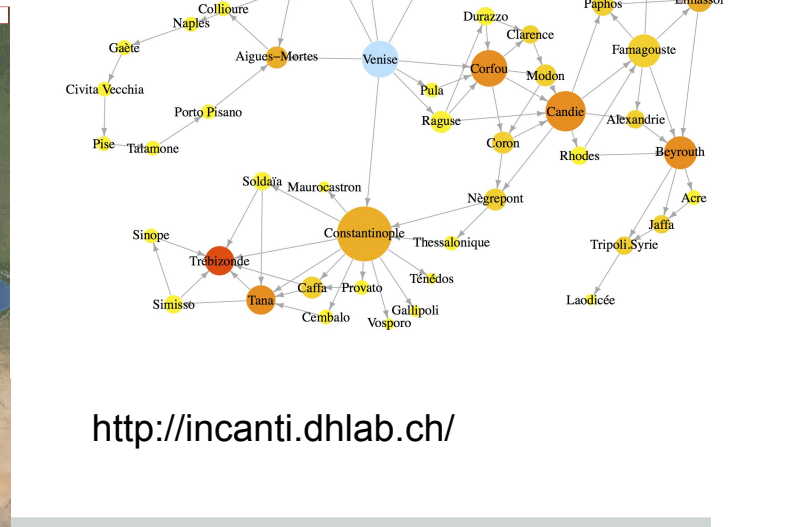 Paphos
Limassol
Collioure
Durazzo
Naples
Clarence
Gaète
Famagouste
Aigues-Mortes
Venise
Corfou
Modon
Civita Vecchia
Pula
Porto Pisano
Candie
Raguse
Alexandrie
Pise
Talamone
Coron
Rhodes
Beyrouth
Soldaïa
Maurocastron
Nègrepont
Acre
Jaffa
Sinope
Constantinople
Thessalonique
Tripoli.Syrie
Trébizonde
Ténédos
Caffa
Provato
Simisso
Tana
Laodicée
Gallipoli
Cembalo
Vosporo
http://incanti.dhlab.ch/